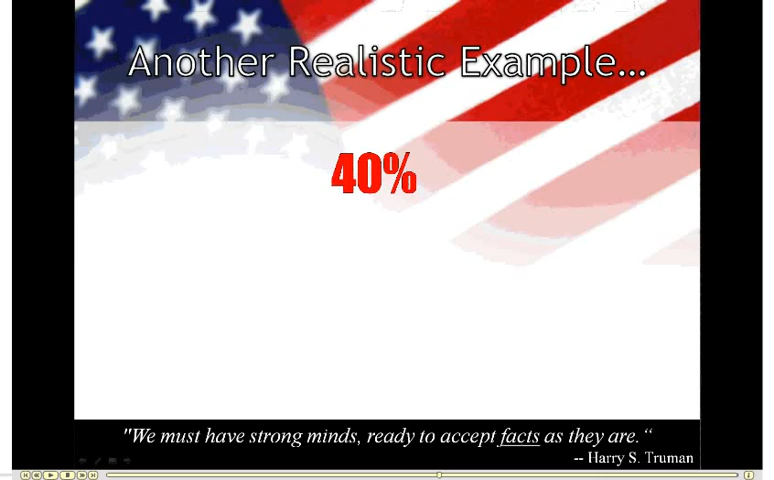 Another Realistic Example...
40%
"We must have strong minds, ready to accept facts as they are.“
-- Harry S. Truman